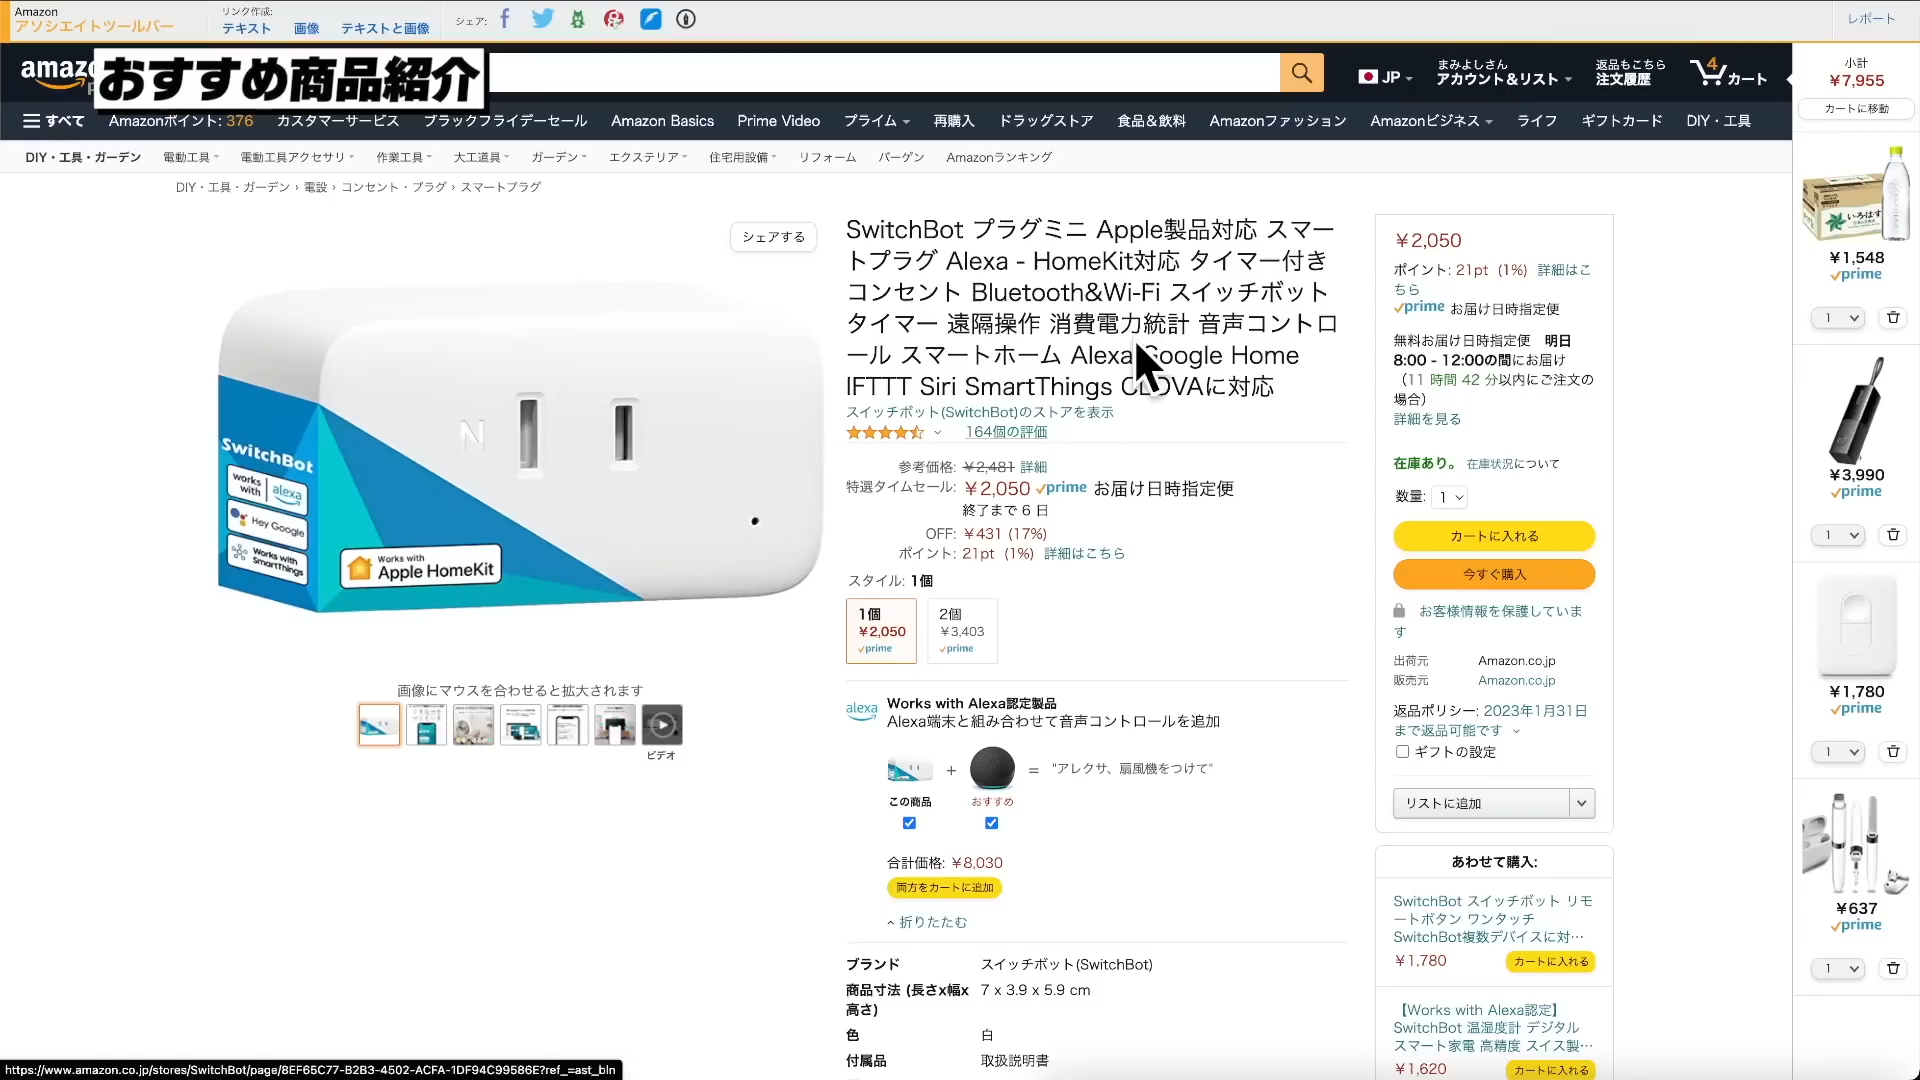 Amazon
アソシエイトツールバー
リンク作成:
テキスト 画像 テキストと画像
シェア:
レポート
おすすめ商品紹介
JP
まみよしさん
アカウント&リスト
返品もこちら
注文履歴
4
カート
すべて Amazonポイント: 376 カスタマーサービス ブラックフライデーセール Amazon Basics Prime Video プライム 再購入 ドラッグストア 食品&飲料 Amazonファッション Amazonビジネス ライフ ギフトカード DIY・工具
DIY・工具・ガーデン 電動工具 電動工具アクセサリ 作業工具 大工道具 ガーデン エクステリア 住宅用設備 リフォーム バーゲン Amazonランキング
DIY・工具・ガーデン › 電設 › コンセント・プラグ › スマートプラグ
シェアする
SwitchBot
works with alexa
Hey Google
Works with SmartThings
Works with
Apple HomeKit
画像にマウスを合わせると拡大されます
ビデオ
SwitchBot プラグミニ Apple製品対応 スマー
トプラグ Alexa - HomeKit対応 タイマー付き
コンセント Bluetooth&Wi-Fi スイッチボット
タイマー 遠隔操作 消費電力統計 音声コントロ
ール スマートホーム Alexa Google Home
IFTTT Siri SmartThings CLOVAに対応
スイッチボット(SwitchBot)のストアを表示
164個の評価
参考価格: ¥2,481 詳細
特選タイムセール: ¥2,050 prime お届け日時指定便
終了まで 6 日
OFF: ¥431 (17%)
ポイント: 21pt (1%) 詳細はこちら
スタイル: 1個
1個
¥2,050
prime
2個
¥3,403
prime
alexa
Works with Alexa認定製品
Alexa端末と組み合わせて音声コントロールを追加
+ = "アレクサ、扇風機をつけて"
この商品 おすすめ
合計価格: ¥8,030
両方をカートに追加
折りたたむ
ブランド スイッチボット(SwitchBot)
商品寸法 (長さx幅x
高さ) 7 x 3.9 x 5.9 cm
色 白
付属品 取扱説明書
¥2,050
ポイント: 21pt (1%) 詳細はこ
ちら
prime お届け日時指定便
無料お届け日時指定便 明日
8:00 - 12:00の間にお届け
(11 時間 42 分以内にご注文の
場合)
詳細を見る
在庫あり。 在庫状況について
数量: 1
カートに入れる
今すぐ購入
お客様情報を保護していま
す
出荷元 Amazon.co.jp
販売元 Amazon.co.jp
返品ポリシー: 2023年1月31日
まで返品可能です
ギフトの設定
リストに追加
あわせて購入:
SwitchBot スイッチボット リモ
ートボタン ワンタッチ
SwitchBot複数デバイスに対…
¥1,780 カートに入れる
【Works with Alexa認定】
SwitchBot 温湿度計 デジタル
スマート家電 高精度 スイス製…
¥1,620 カートに入れる
小計
¥7,955
カートに移動
いろはす
¥1,548
prime
1
¥3,990
prime
1
¥1,780
prime
1
¥637
prime
1
https://www.amazon.co.jp/stores/SwitchBot/page/8EF65C77-B2B3-4502-ACFA-1DF94C99586E?ref_=ast_bln